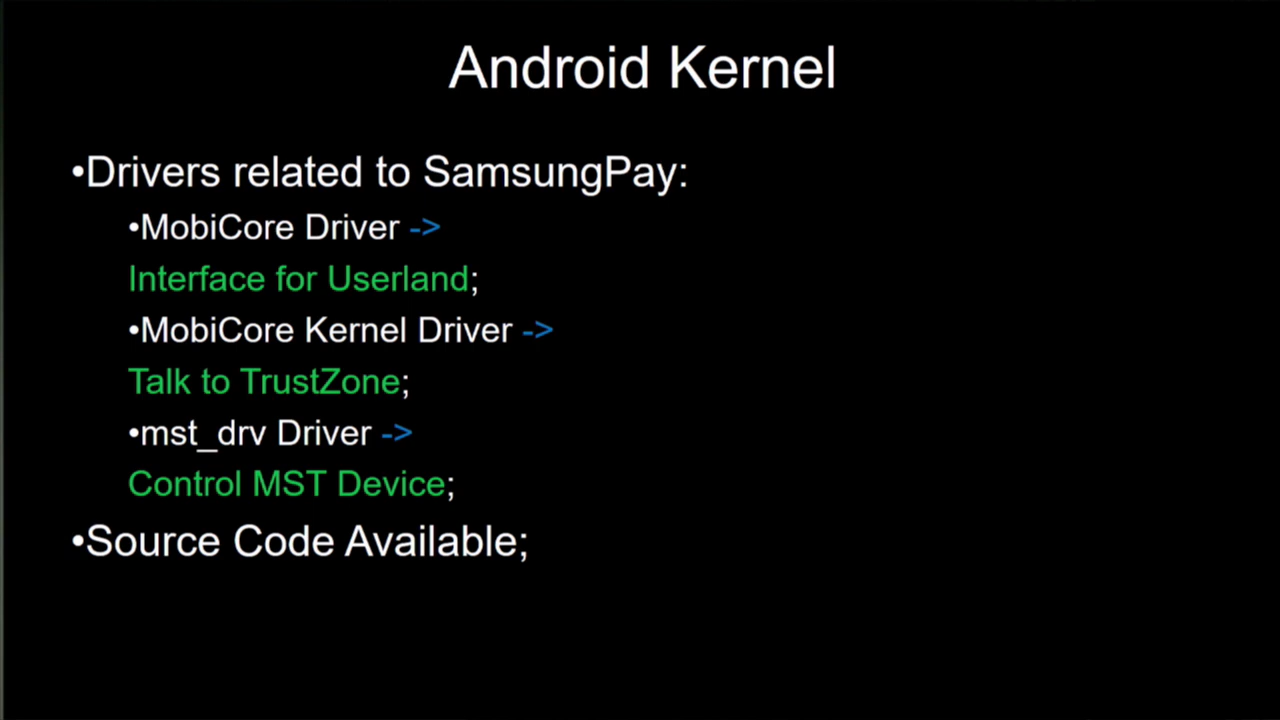 Android Kernel
•Drivers related to SamsungPay:
•MobiCore Driver ->
Interface for Userland;
•MobiCore Kernel Driver ->
Talk to TrustZone;
•mst_drv Driver ->
Control MST Device;
•Source Code Available;